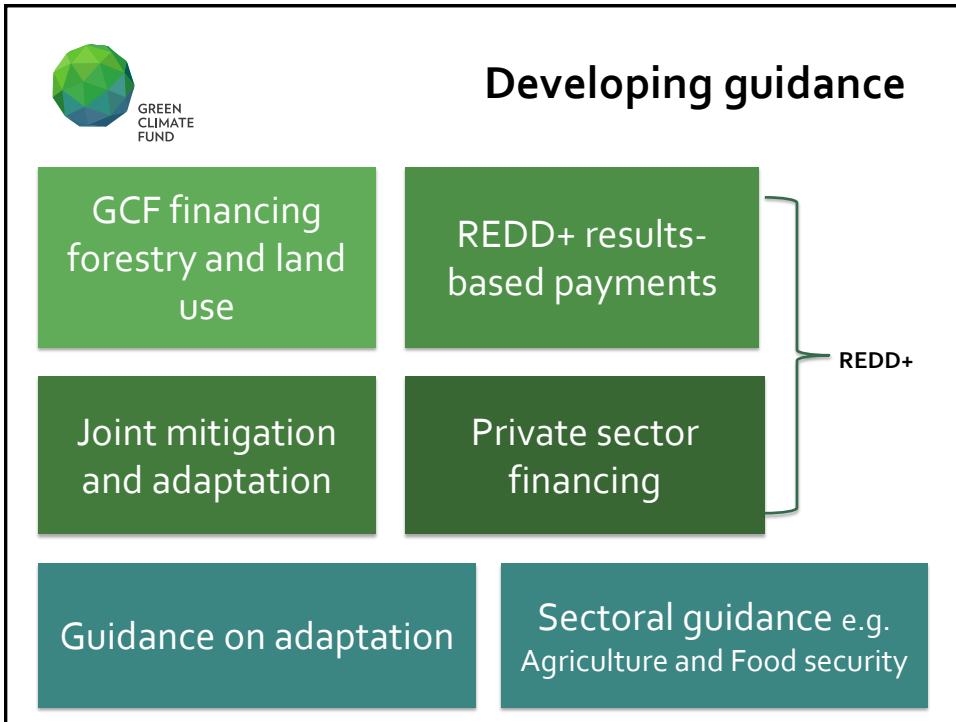 GREEN
CLIMATE
FUND
Developing guidance
GCF financing
forestry and land
use
REDD+ results-
based payments
REDD+
Joint mitigation
and adaptation
Private sector
financing
Guidance on adaptation
Sectoral guidance e.g.
Agriculture and Food security